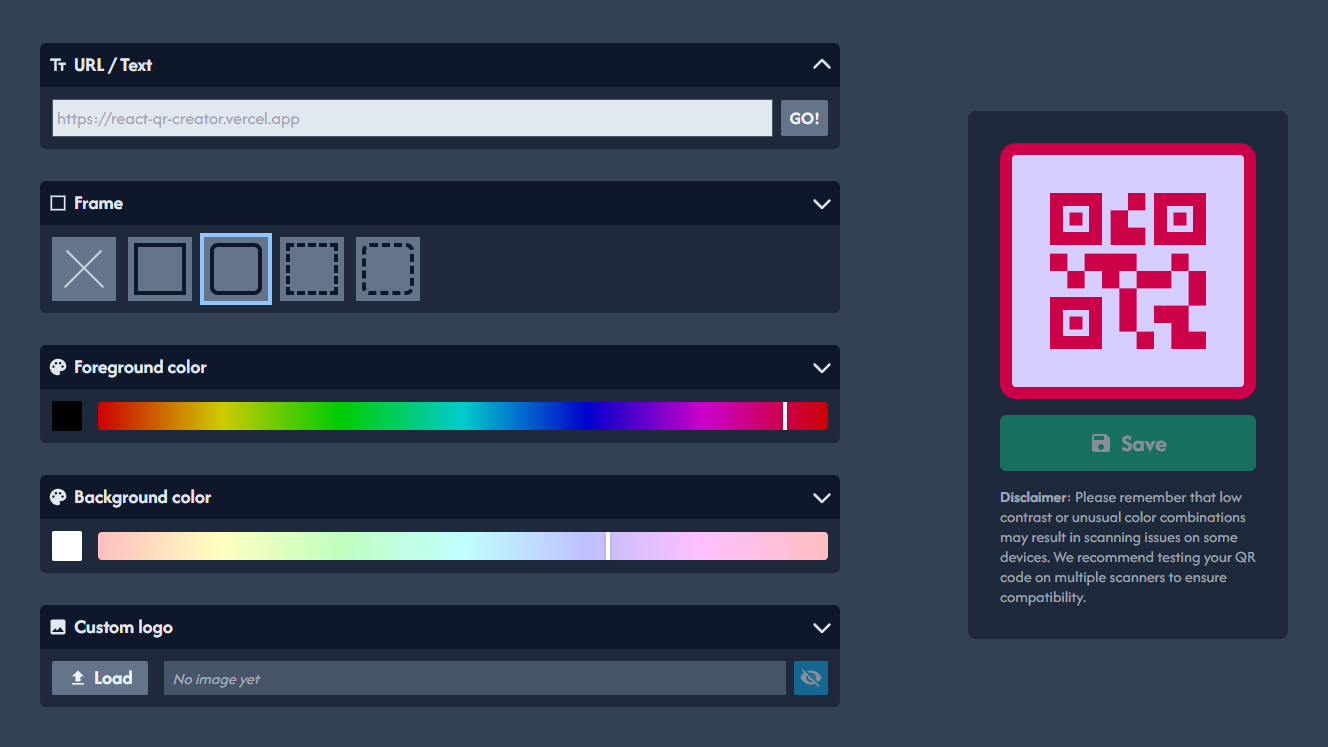 URL / Text
https://react-qr-creator.vercel.app
GO!
Frame
Foreground color
Background color
Custom logo
Load
No image yet
Save
Disclaimer: Please remember that low
contrast or unusual color combinations
may result in scanning issues on some
devices. We recommend testing your QR
code on multiple scanners to ensure
compatibility.